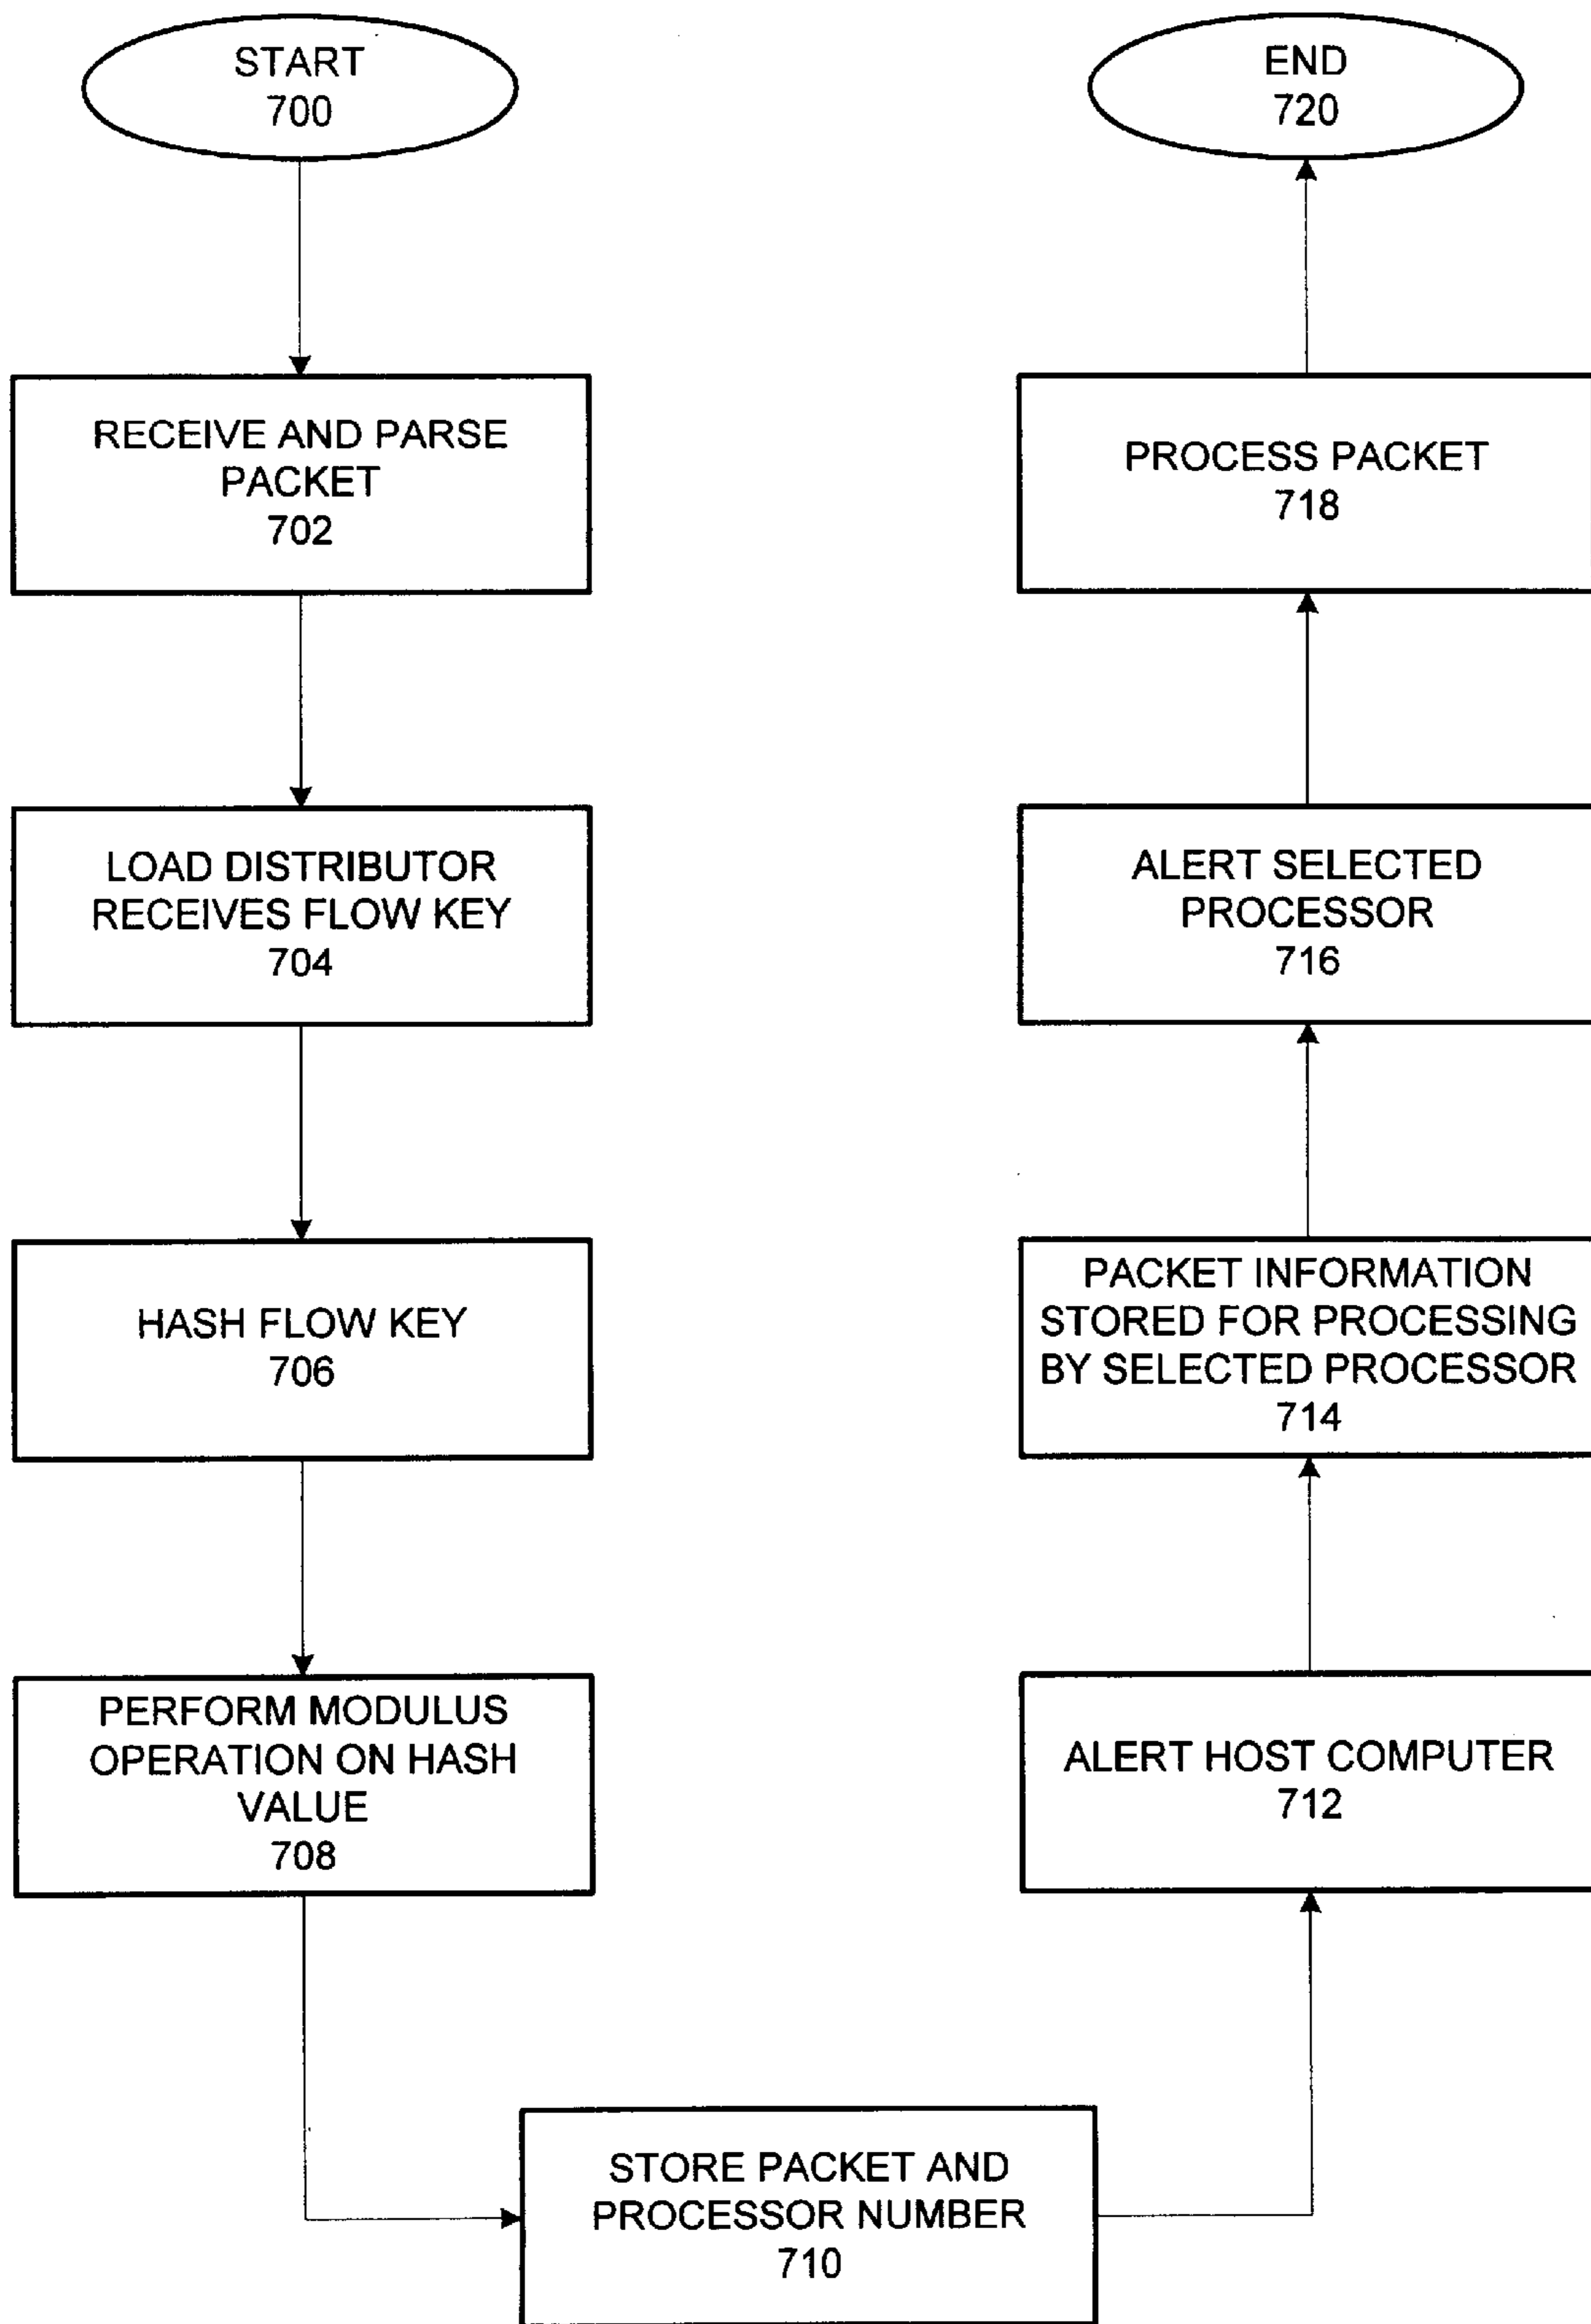 START
700
RECEIVE AND PARSE
PACKET
702
LOAD DISTRIBUTOR
RECEIVES FLOW KEY
704
HASH FLOW KEY
706
PERFORM MODULUS
OPERATION ON HASH
VALUE
708
STORE PACKET AND
PROCESSOR NUMBER
710
ALERT HOST COMPUTER
712
PACKET INFORMATION
STORED FOR PROCESSING
BY SELECTED PROCESSOR
714
ALERT SELECTED
PROCESSOR
716
PROCESS PACKET
718
END
720